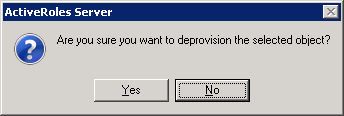 ActiveRoles Server
Are you sure you want to deprovision the selected object?
Yes
No